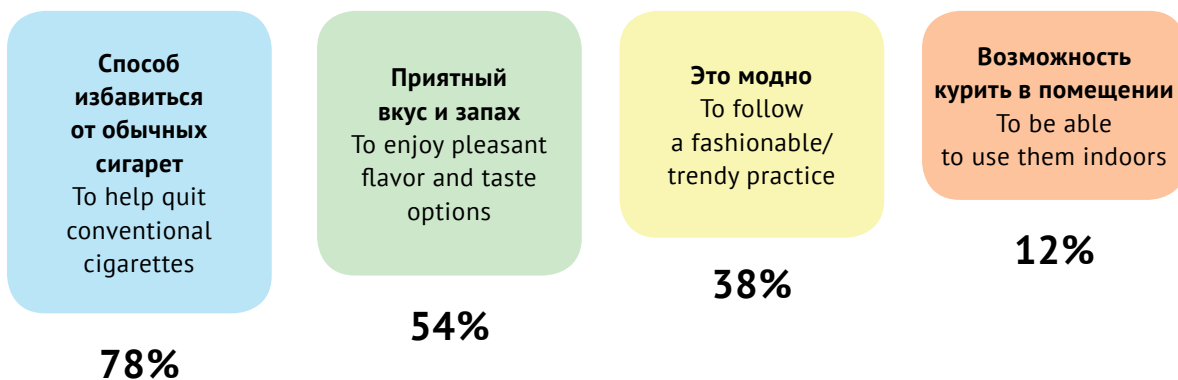 Способ
избавиться
от обычных
сигарет
To help quit
conventional
cigarettes
78%
Приятный
вкус и запах
To enjoy pleasant
flavor and taste
options
54%
Это модно
To follow
a fashionable/
trendy practice
38%
Возможность
курить в помещении
To be able
to use them indoors
12%